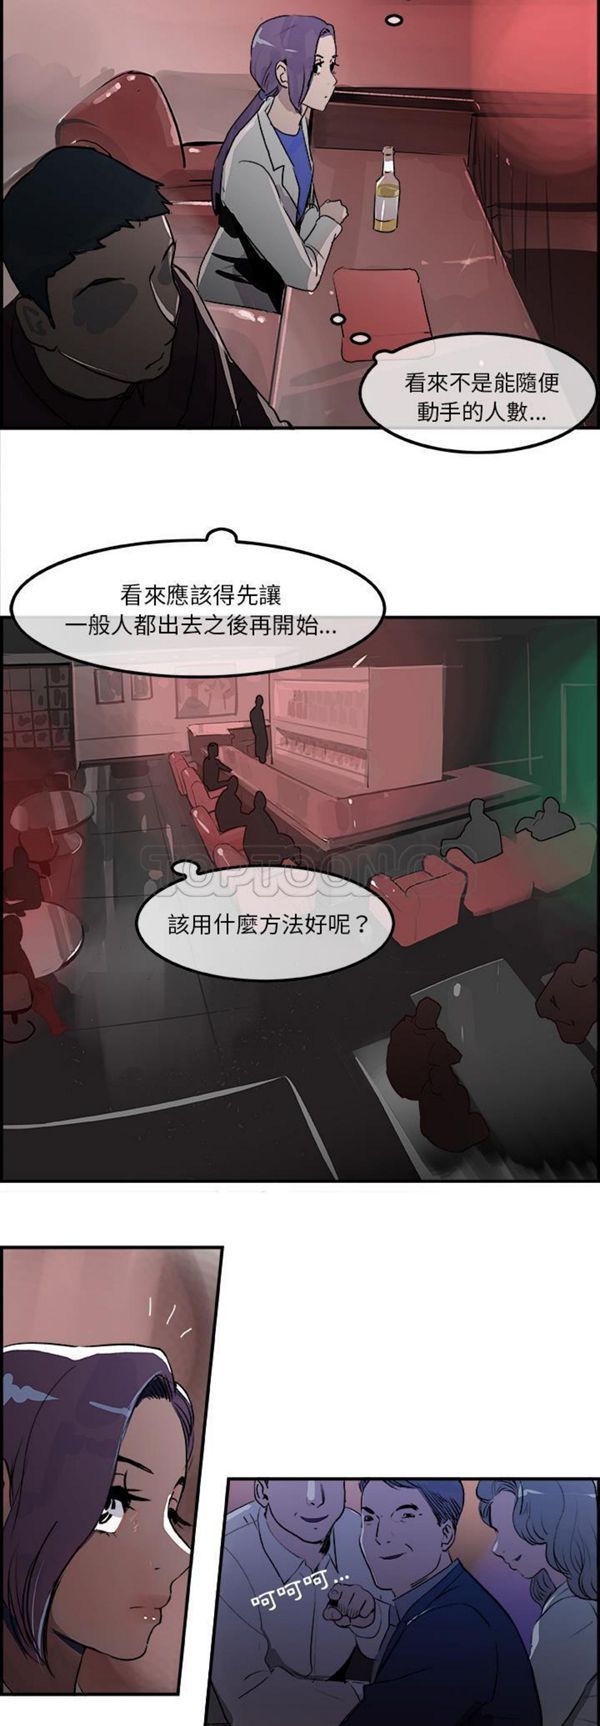 看來不是能隨便
動手的人數...
看來應該得先讓
一般人都出去之後再開始...
TOPTOON.CO
該用什麼方法好呢？
呵呵呵...